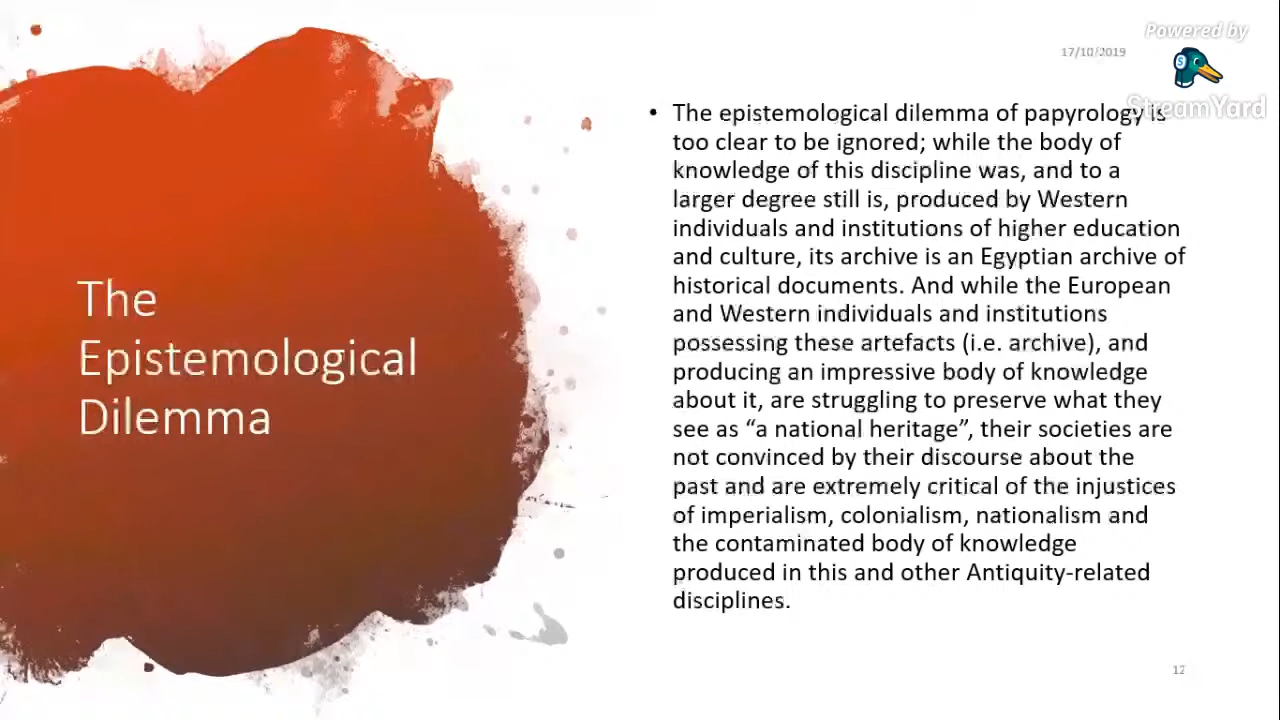 Powered by
17/10/2019
StreamYard
The
Epistemological
Dilemma
• The epistemological dilemma of papyrology is
too clear to be ignored; while the body of
knowledge of this discipline was, and to a
larger degree still is, produced by Western
individuals and institutions of higher education
and culture, its archive is an Egyptian archive of
historical documents. And while the European
and Western individuals and institutions
possessing these artefacts (i.e. archive), and
producing an impressive body of knowledge
about it, are struggling to preserve what they
see as “a national heritage”, their societies are
not convinced by their discourse about the
past and are extremely critical of the injustices
of imperialism, colonialism, nationalism and
the contaminated body of knowledge
produced in this and other Antiquity-related
disciplines.
12